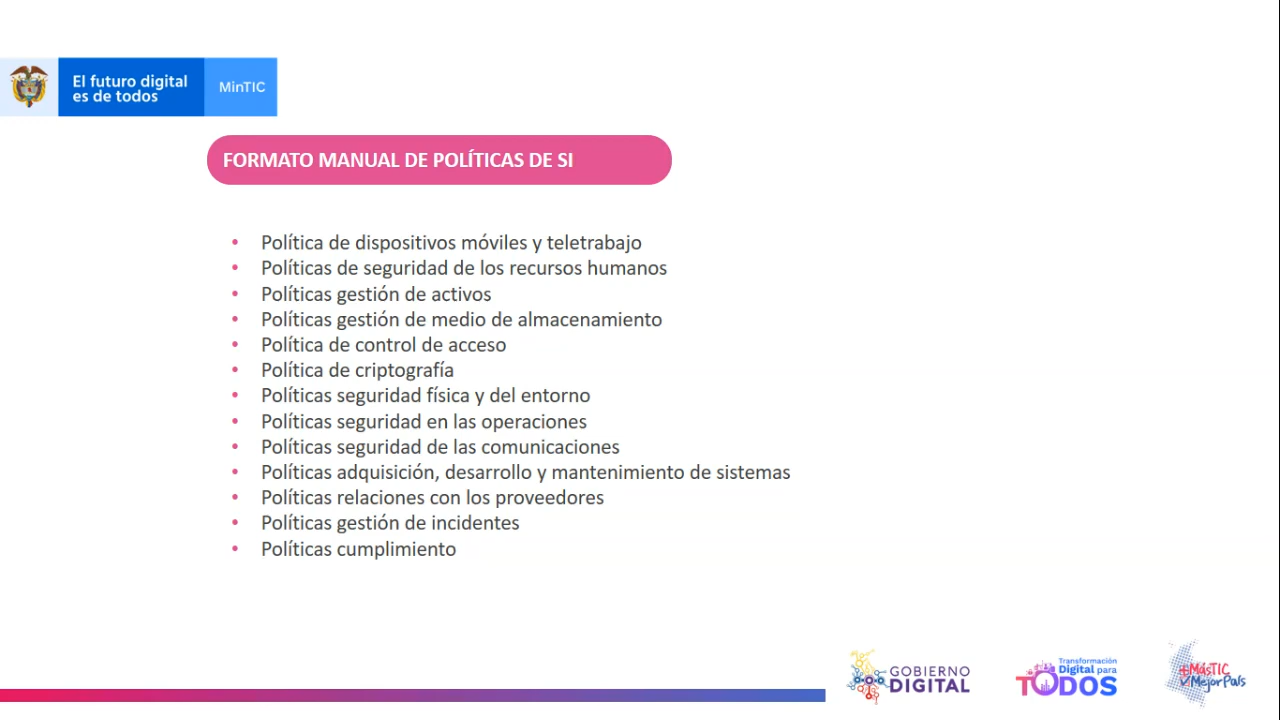 El futuro digital
es de todos
MinTIC
FORMATO MANUAL DE POLÍTICAS DE SI
• Política de dispositivos móviles y teletrabajo
• Políticas de seguridad de los recursos humanos
• Políticas gestión de activos
• Políticas gestión de medio de almacenamiento
• Política de control de acceso
• Política de criptografía
• Políticas seguridad física y del entorno
• Políticas seguridad en las operaciones
• Políticas seguridad de las comunicaciones
• Políticas adquisición, desarrollo y mantenimiento de sistemas
• Políticas relaciones con los proveedores
• Políticas gestión de incidentes
• Políticas cumplimiento
GOBIERNO
DIGITAL
Transformación
Digital para
TODOS
+MásTIC
MejorPaís